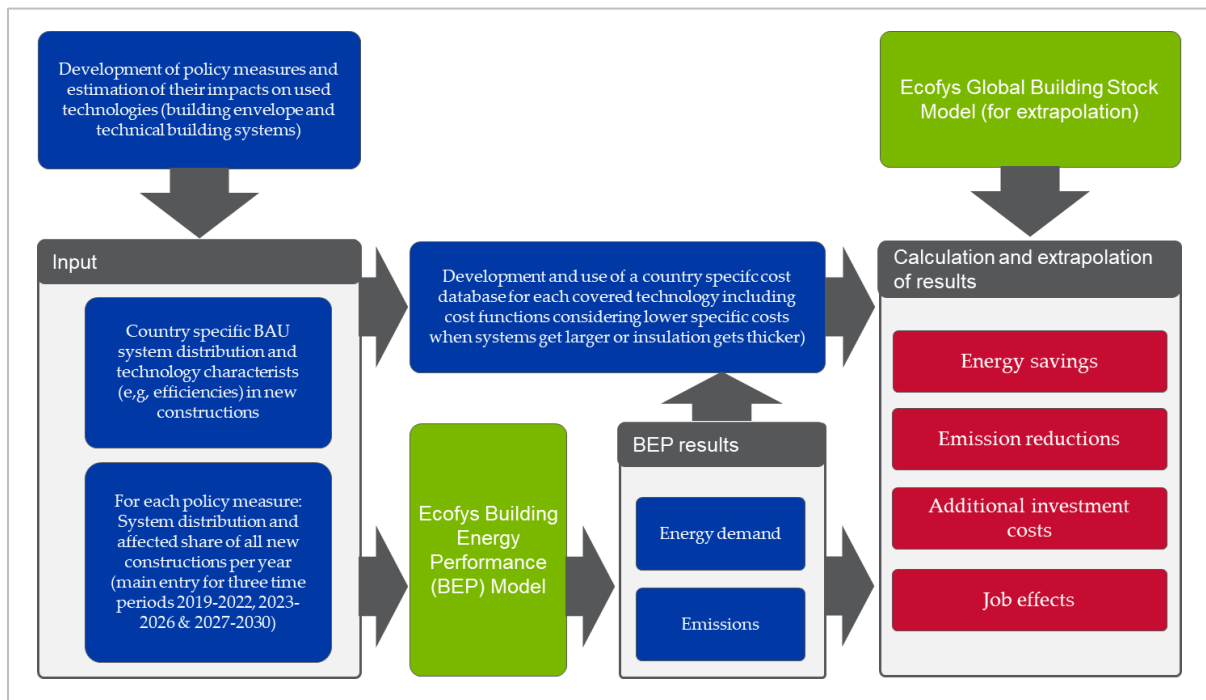 Development of policy measures and
estimation of their impacts on used
technologies (building envelope and
technical building systems)
Ecofys Global Building Stock
Model (for extrapolation)
Input
Country specific BAU
system distribution and
technology characterists
(e,g, efficiencies) in new
constructions
For each policy measure:
System distribution and
affected share of all new
constructions per year
(main entry for three time
periods 2019-2022, 2023-
2026 & 2027-2030)
Development and use of a country specifc cost
database for each covered technology including
cost functions considering lower specific costs
when systems get larger or insulation gets thicker)
Ecofys Building
Energy
Performance
(BEP) Model
BEP results
Energy demand
Emissions
Calculation and extrapolation
of results
Energy savings
Emission reductions
Additional investment
costs
Job effects